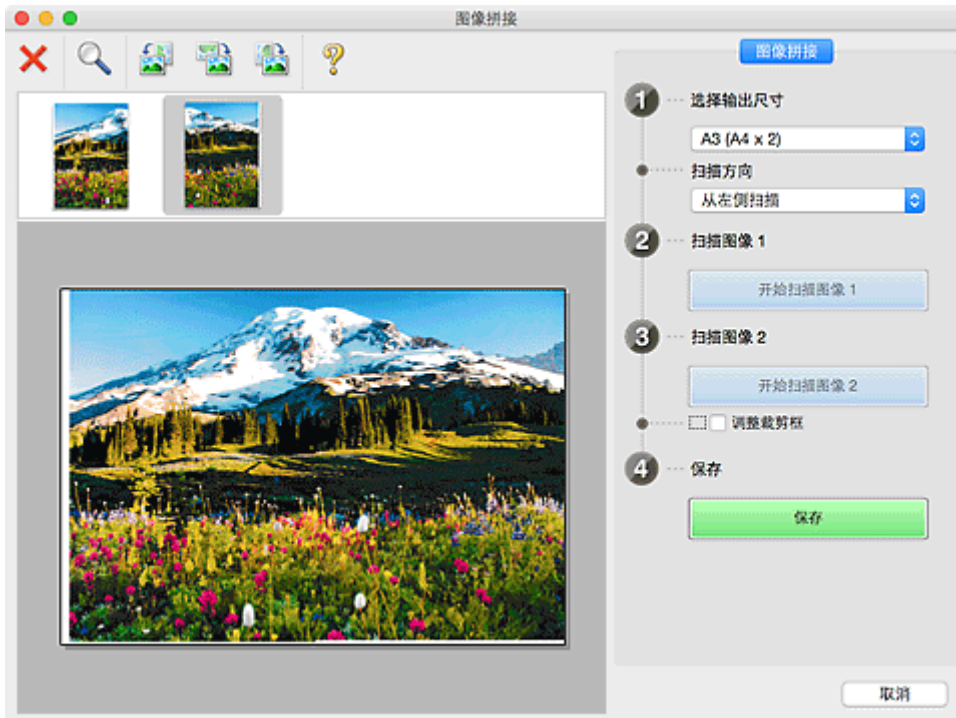 图像拼接
图像拼接
1 选择输出尺寸
A3 (A4 x 2)
扫描方向
从左侧扫描
2 扫描图像 1
开始扫描图像 1
3 扫描图像 2
开始扫描图像 2
调整裁剪框
4 保存
保存
取消